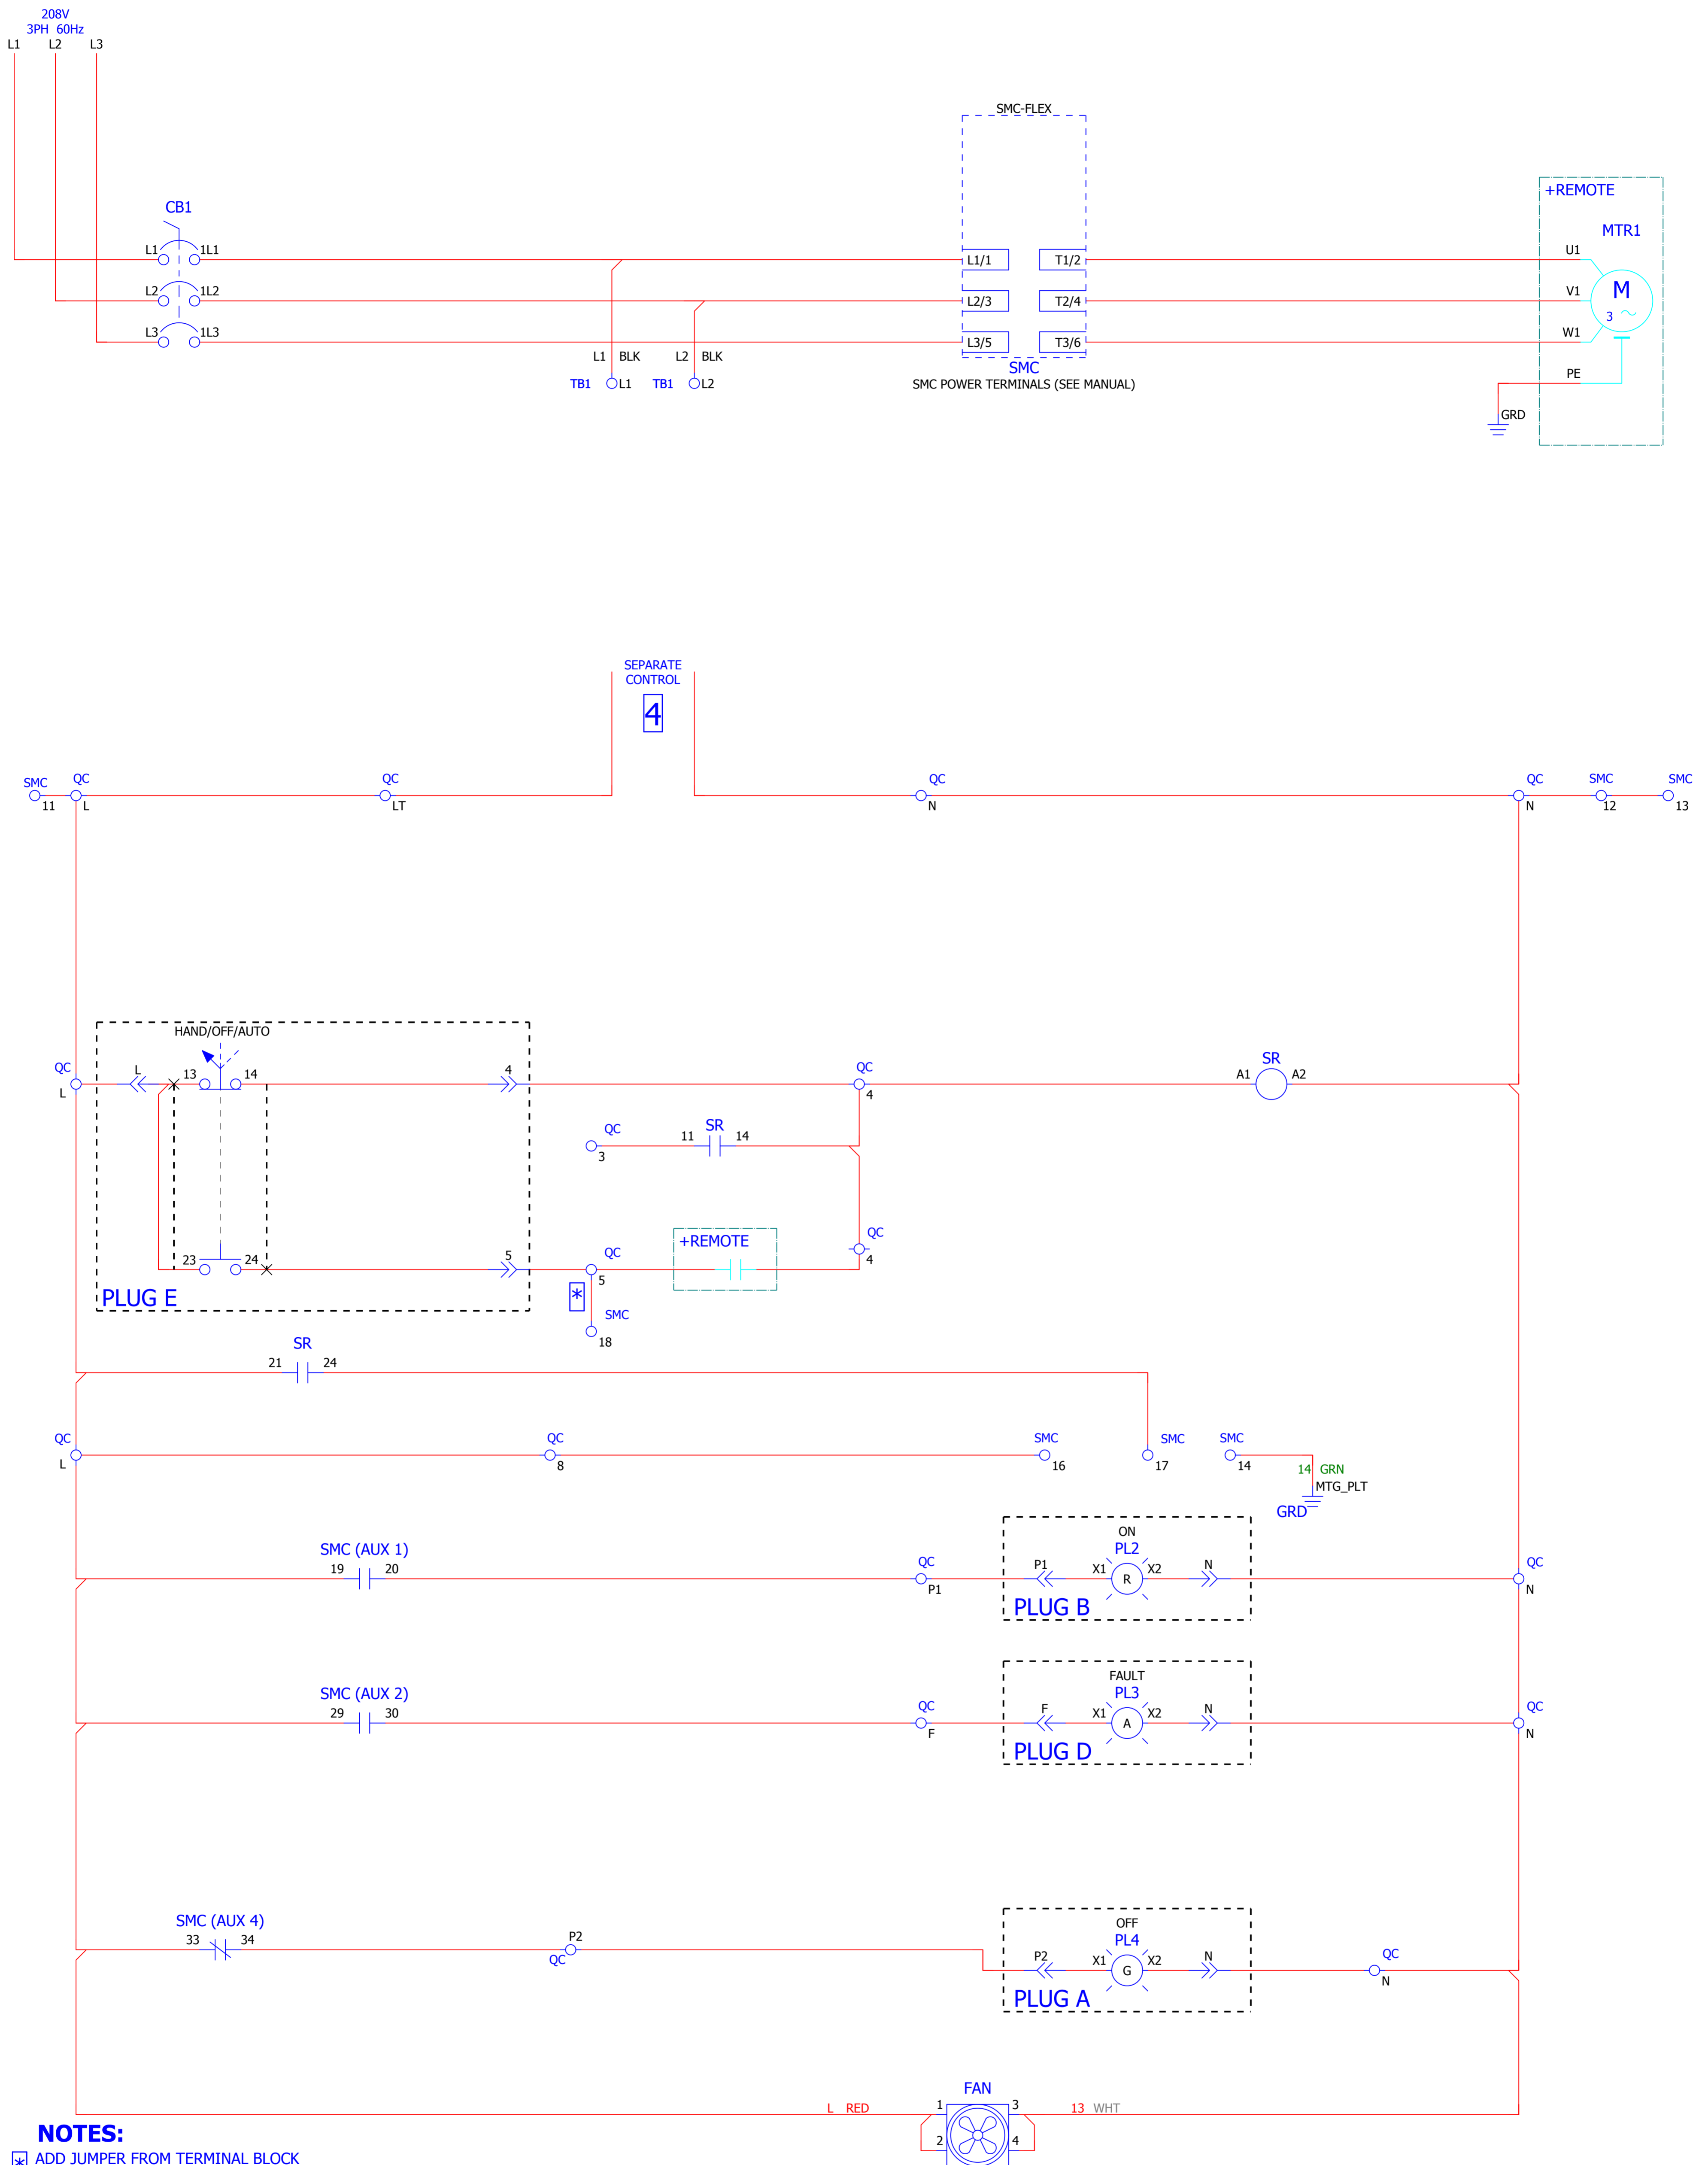 208V
3PH 60Hz
L1 L2 L3
SMC-FLEX
+REMOTE
CB1
MTR1
L1 1L1 L1/1 T1/2 U1
L2 1L2 L2/3 T2/4 V1
M
3
L3 1L3 L3/5 T3/6 W1
L1 BLK L2 BLK
SMC
TB1 L1 TB1 L2
SMC POWER TERMINALS (SEE MANUAL)
PE
GRD
SEPARATE
CONTROL
4
SMC QC QC QC QC SMC SMC
11 L LT N N 12 13
HAND/OFF/AUTO
QC L 13 14 4 QC A1 SR A2
L 4
QC 11 SR 14
3
QC
23 24 5 QC +REMOTE 4
5
PLUG E
*
SMC
18
SR
21 24
QC QC SMC SMC SMC
L 8 16 17 14
14 GRN
MTG_PLT
GRD
ON
SMC (AUX 1) PL2
19 20 QC P1 X1 R X2 N QC
P1 N
PLUG B
FAULT
SMC (AUX 2) PL3
29 30 QC F X1 A X2 N QC
F N
PLUG D
OFF
SMC (AUX 4) PL4
33 34 P2
QC
P2 X1 G X2 N QC
N
PLUG A
FAN
L RED 1 3 13 WHT
2 4
NOTES:
* ADD JUMPER FROM TERMINAL BLOCK